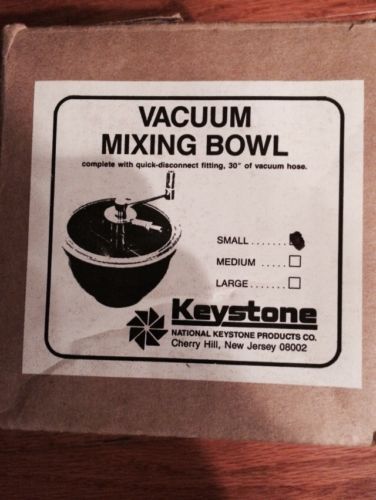 VACUUM
MIXING BOWL
complete with quick-disconnect fitting, 30" of vacuum hose.
SMALL.......
MEDIUM .....
LARGE.......
Keystone
NATIONAL KEYSTONE PRODUCTS CO.
Cherry Hill, New Jersey 08002